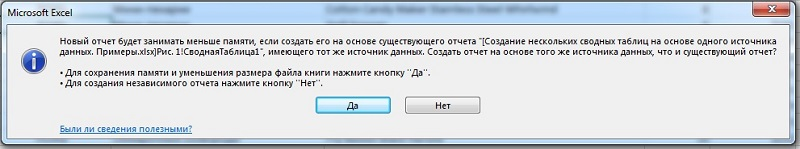 Microsoft Excel
Новый отчет будет занимать меньше памяти, если создать его на основе существующего отчета "[Создание нескольких сводных таблиц на основе одного источника
данных. Примеры.xlsx]Рис. 1!СводнаяТаблица1", имеющего тот же источник данных. Создать отчет на основе того же источника данных, что и существующий отчет?
• Для сохранения памяти и уменьшения размера файла книги нажмите кнопку "Да".
• Для создания независимого отчета нажмите кнопку "Нет".
Да Нет
Были ли сведения полезными?